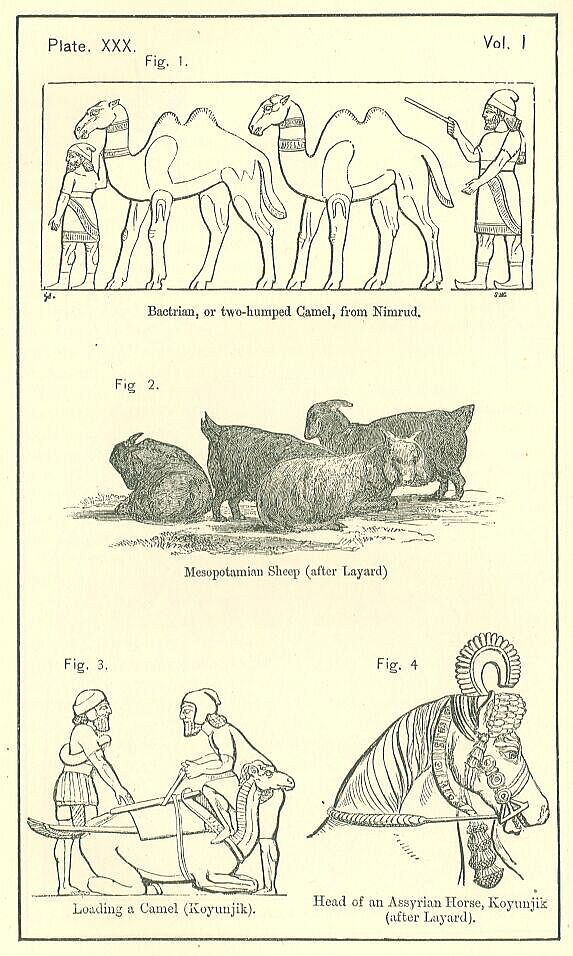 Plate. XXX.
Vol. I
Fig. 1.
Bactrian, or two-humped Camel, from Nimrud.
Fig 2.
Mesopotamian Sheep (after Layard)
Fig. 3.
Fig. 4
Loading a Camel (Koyunjik).
Head of an Assyrian Horse, Koyunjik
(after Layard).